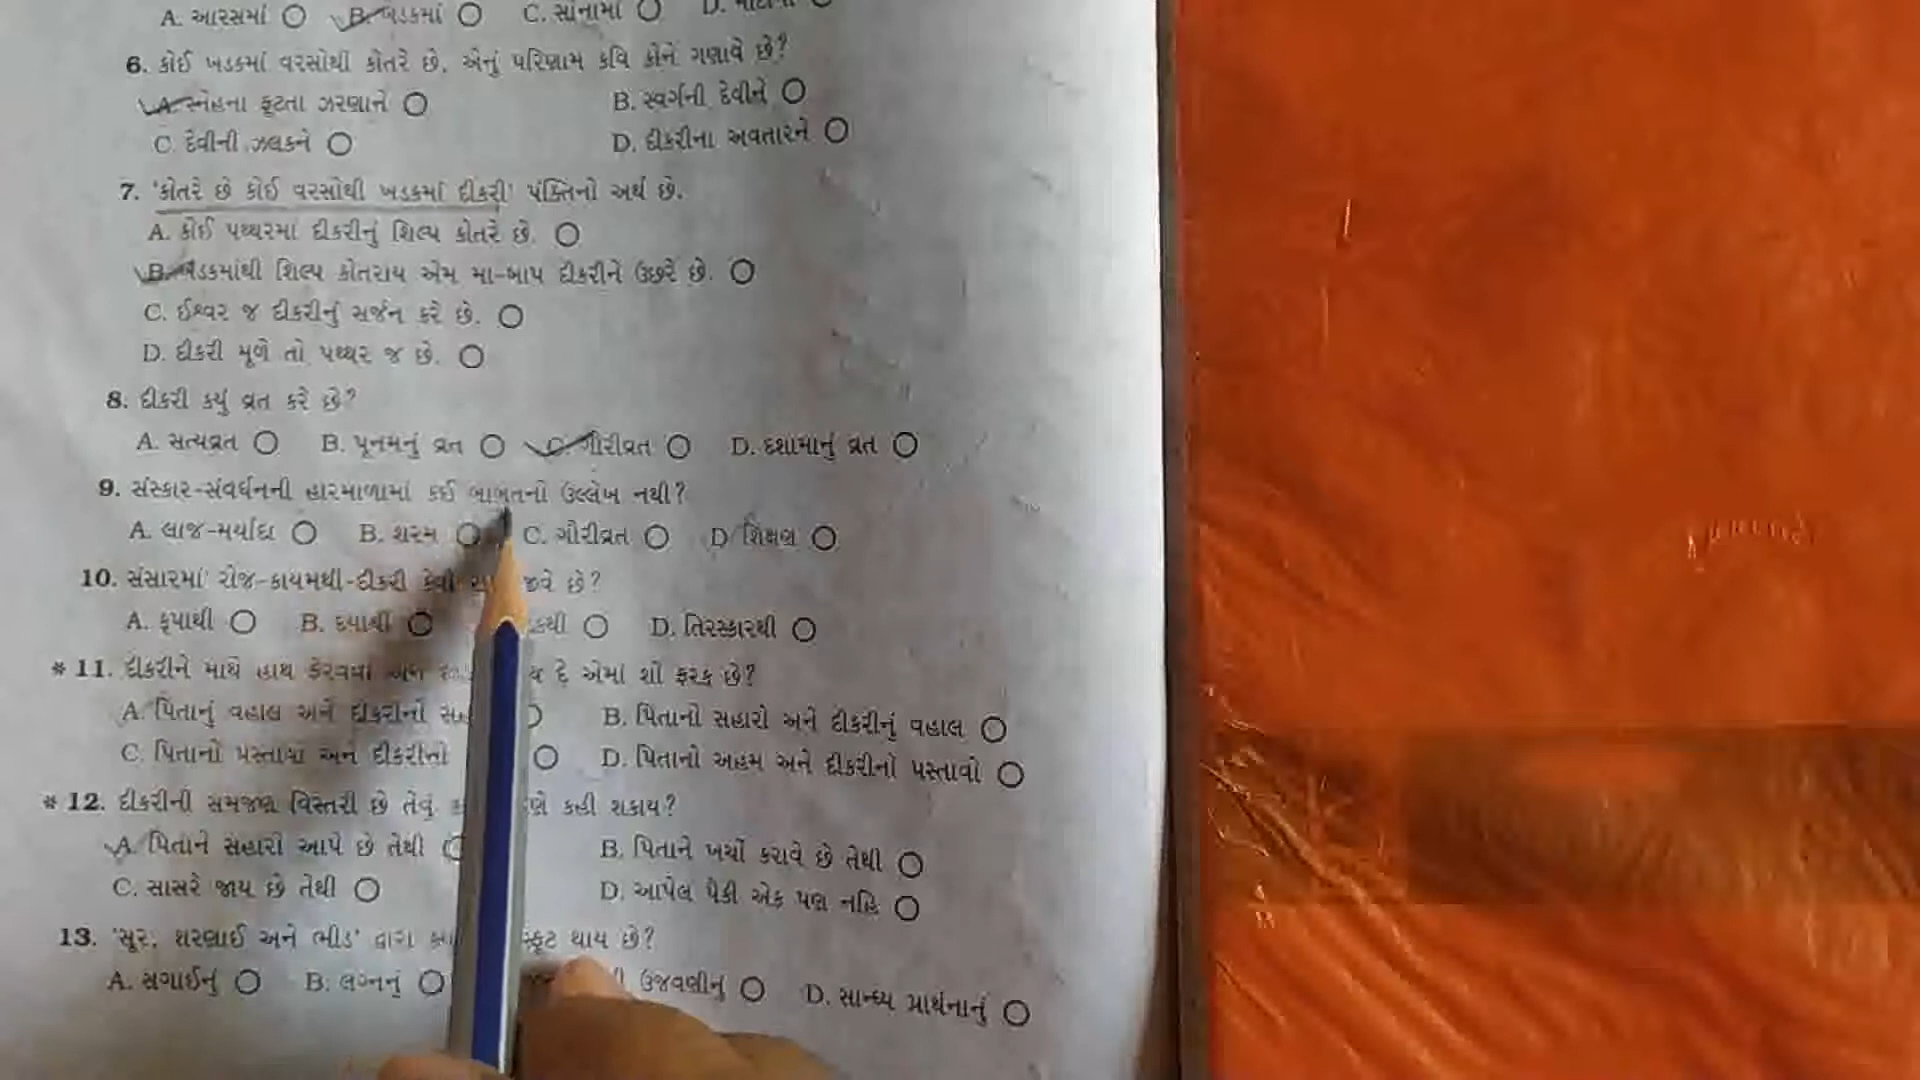 A. આરસમાં B. ખડકમાં C. સોનામાં D.
6. કોઈ ખડકમાં વરસોથી કોતરે છે, એનું પરિણામ કવિ કોને ગણાવે છે?
A. સ્નેહના ફૂટતા ઝરણાને B. સ્વર્ગની દેવીને
C. દેવીની ઝલકને D. દીકરીના અવતારને
7. 'કોતરે છે કોઈ વરસોથી ખડકમાં દીકરી' પંક્તિનો અર્થ છે.
A. કોઈ પથ્થરમાં દીકરીનું શિલ્પ કોતરે છે.
B. ખડકમાંથી શિલ્પ કોતરાય એમ મા-બાપ દીકરીને ઉછરે છે.
C. ઈશ્વર જ દીકરીનું સર્જન કરે છે.
D. દીકરી મૂળે તો પથ્થર જ છે.
8. દીકરી કયું વ્રત કરે છે?
A. સત્યવ્રત B. પૂનમનું વ્રત C. ગૌરીવ્રત D. દશામાનું વ્રત
9. સંસ્કાર-સંવર્ધનની હારમાળામાં કઈ બાબતનો ઉલ્લેખ નથી?
A. લાજ-મર્યાદા B. શરમ C. ગૌરીવ્રત D શિક્ષણ
10. સંસારમાં રોજ-કાયમથી-દીકરી કેવી જીવે છે?
A. કૃપાથી B. દયાથી D. તિરસ્કારથી
* 11. દીકરીને માથે હાથ ફેરવવા અને દે એમાં શો ફરક છે?
A. પિતાનું વહાલ અને દીકરીનો B. પિતાનો સહારો અને દીકરીનું વહાલ
C. પિતાનો પસ્તાવો અને દીકરીનો D. પિતાનો અહમ અને દીકરીનો પસ્તાવો
* 12. દીકરીની સમજણ વિસ્તરી છે તેવું કહી શકાય?
A. પિતાને સહારો આપે છે તેથી B. પિતાને ખર્ચો કરાવે છે તેથી
C. સાસરે જાય છે તેથી D. આપેલ પૈકી એક પણ નહિ
13. 'સૂર, શરણાઈ અને ભીડ' દ્વારા થાય છે?
A. સગાઈનું B. લગ્નનું ઉજવણીનું D. સાન્ધ્ય પ્રાર્થનાનું